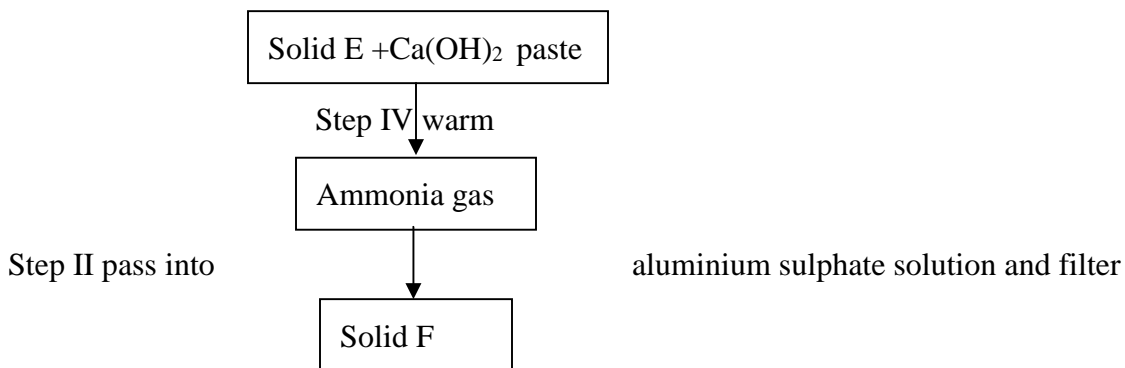 Solid E +Ca(OH)₂ paste
Step IV warm
Ammonia gas
Step II pass into aluminium sulphate solution and filter
Solid F